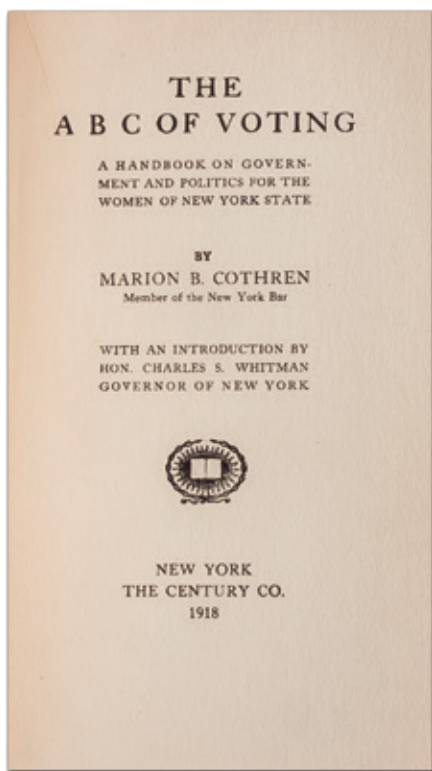 THE
A B C OF VOTING
A HANDBOOK ON GOVERN-
MENT AND POLITICS FOR THE
WOMEN OF NEW YORK STATE
BY
MARION B. COTHREN
Member of the New York Bar
WITH AN INTRODUCTION BY
HON. CHARLES S. WHITMAN
GOVERNOR OF NEW YORK
NEW YORK
THE CENTURY CO.
1918